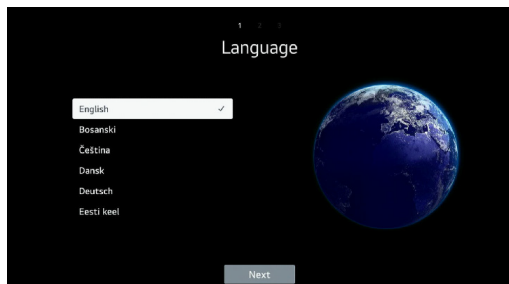 1 2 3
Language
English
Bosanski
Čeština
Dansk
Deutsch
Eesti keel
Next